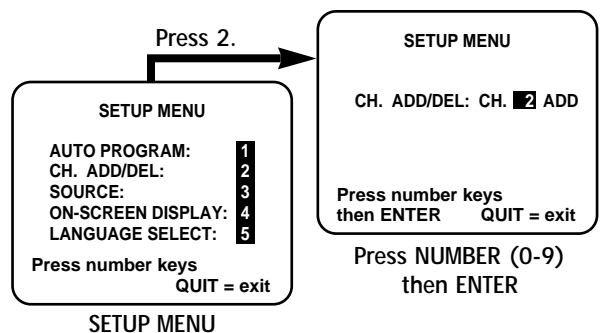 Press 2.
SETUP MENU
AUTO PROGRAM: 1
CH. ADD/DEL: 2
SOURCE: 3
ON-SCREEN DISPLAY: 4
LANGUAGE SELECT: 5
Press number keys
QUIT = exit
SETUP MENU
SETUP MENU
CH. ADD/DEL: CH. 2 ADD
Press number keys
then ENTER QUIT = exit
Press NUMBER (0-9)
then ENTER